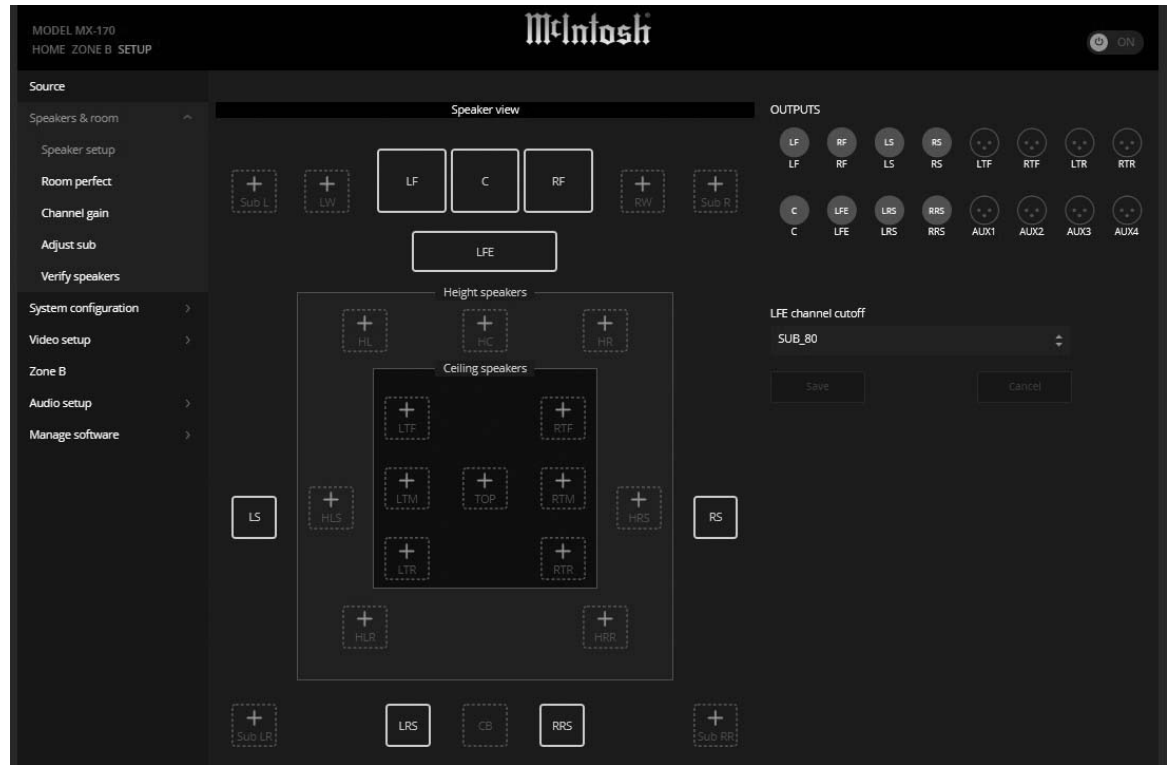 MODEL MX-170
HOME ZONE B SETUP
McIntosh
ON
Source
Speakers & room
Speaker setup
Room perfect
Channel gain
Adjust sub
Verify speakers
System configuration
Video setup
Zone B
Audio setup
Manage software
Speaker view
Sub L LW LF C RF RW Sub R
LFE
Height speakers
HL HC HR
Ceiling speakers
LTF RTF
LTM TOP RTM
LS HLS HRS RS
LTR RTR
HLR HRR
Sub LR LRS CB RRS Sub RR
OUTPUTS
LF RF LS RS
LF RF LS RS LTF RTF LTR RTR
C LFE LRS RRS
C LFE LRS RRS AUX1 AUX2 AUX3 AUX4
LFE channel cutoff
SUB_80
Save Cancel